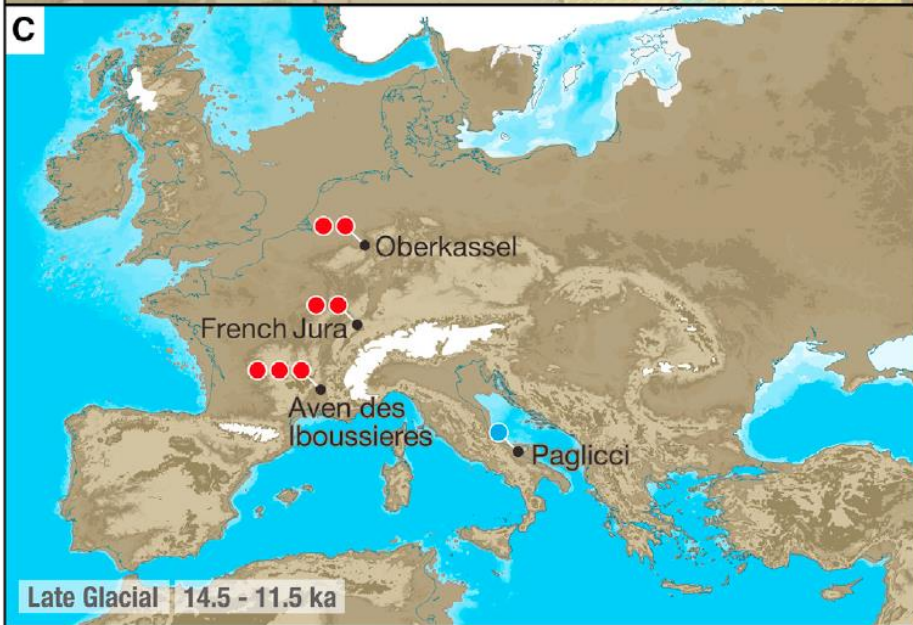 C
Oberkassel
French Jura
Aven des
Iboussieres
Paglicci
Late Glacial | 14.5 - 11.5 ka